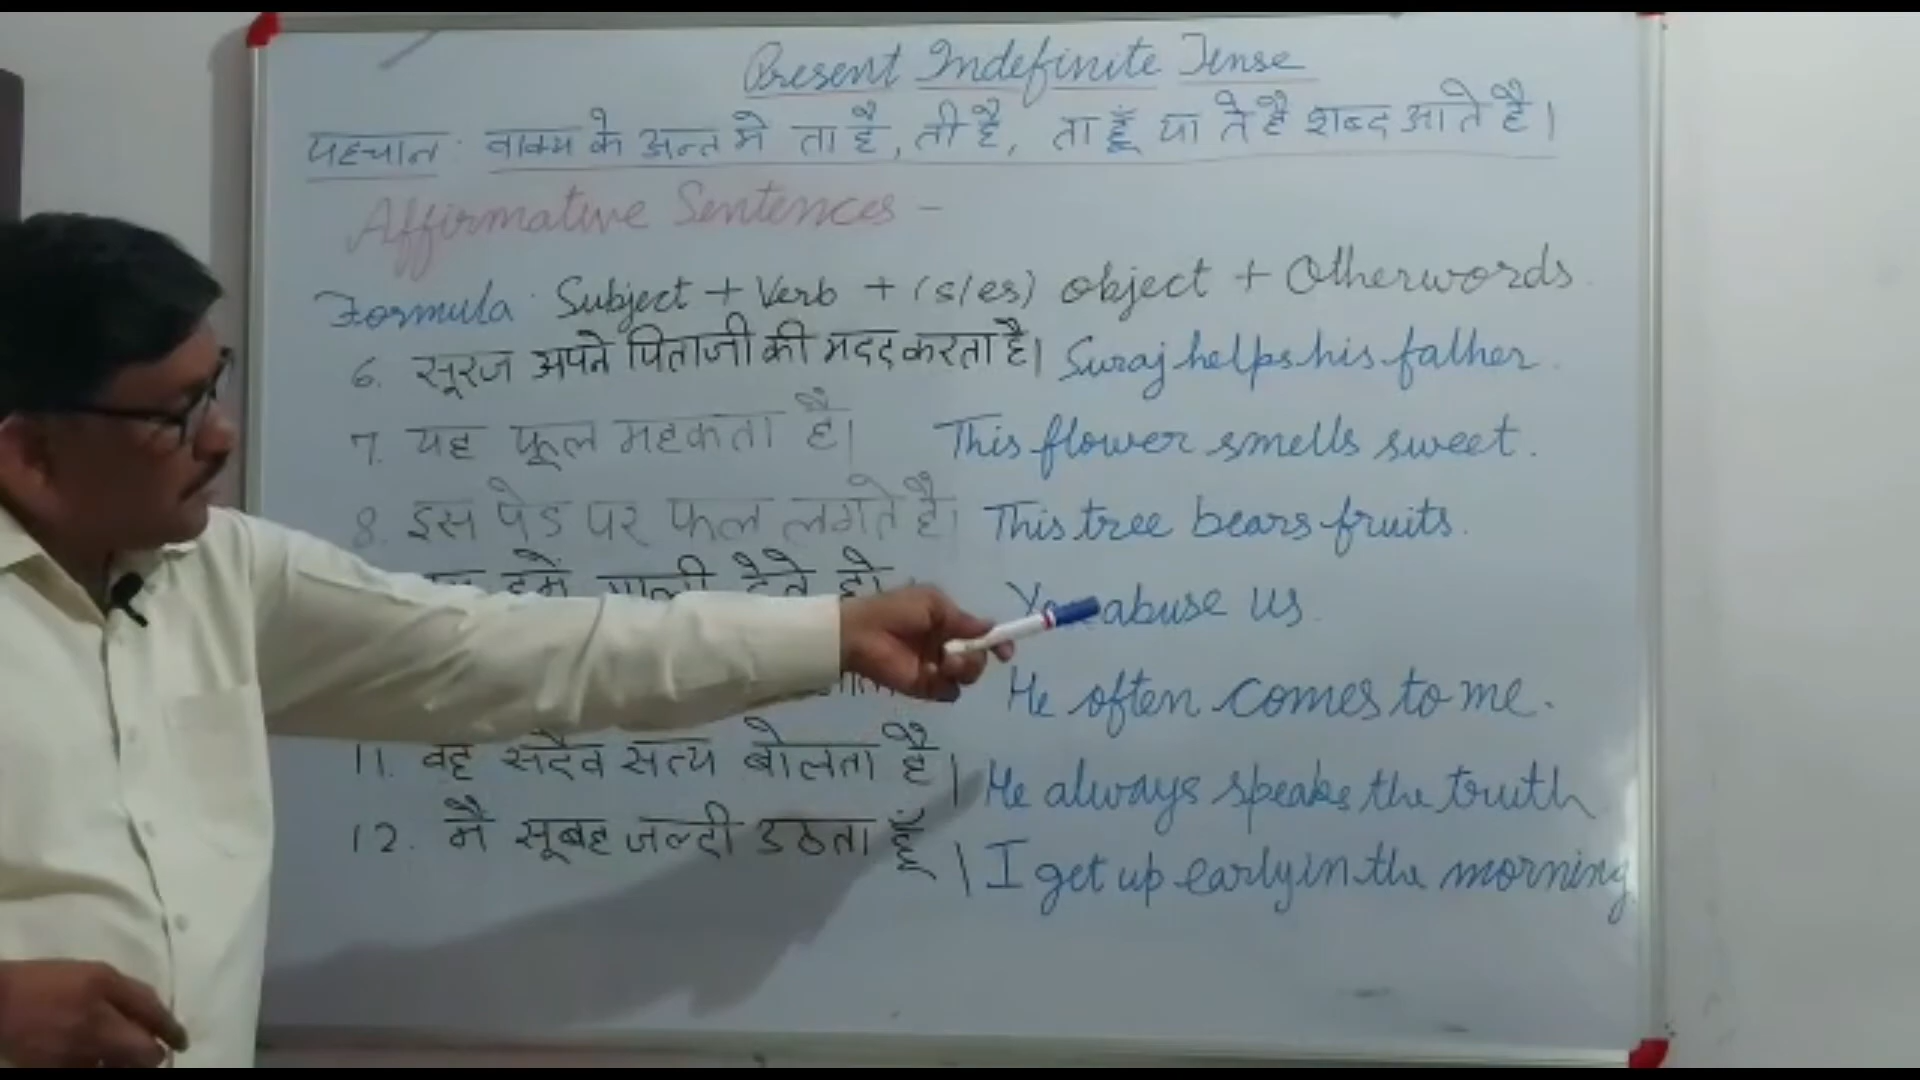 Present Indefinite Tense
पहचान: वाक्य के अन्त मे ता है, ती है, ता हूँ या ते है शब्द आते है।
Affirmative Sentences -
Formula: Subject + Verb + (s/es) object + Otherwords.
6. सूरज अपने पिताजी की मदद करता है। Suraj helps his father.
7. यह फूल महकता है। This flower smells sweet.
8. इस पेड पर फल लगते है। This tree bears fruits.
हमें गाली देते हो। abuse us.
He often comes to me.
11. वह सदैव सत्य बोलता है। He always speaks the truth
12. मै सूबह जल्दी उठता हूँ। I get up early in the morning